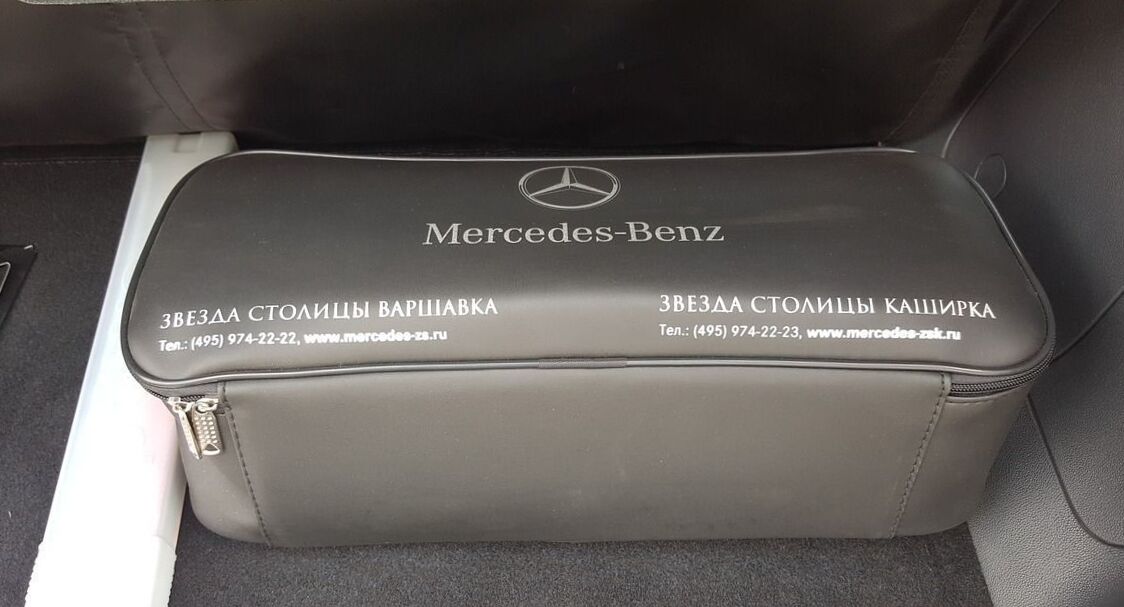 Mercedes-Benz
ЗВЕЗДА СТОЛИЦЫ ВАРШАВКА
Тел.: (495) 974-22-22, www.mercedes-zs.ru
ЗВЕЗДА СТОЛИЦЫ КАШИРКА
Тел.: (495) 974-22-23, www.mercedes-zsk.ru